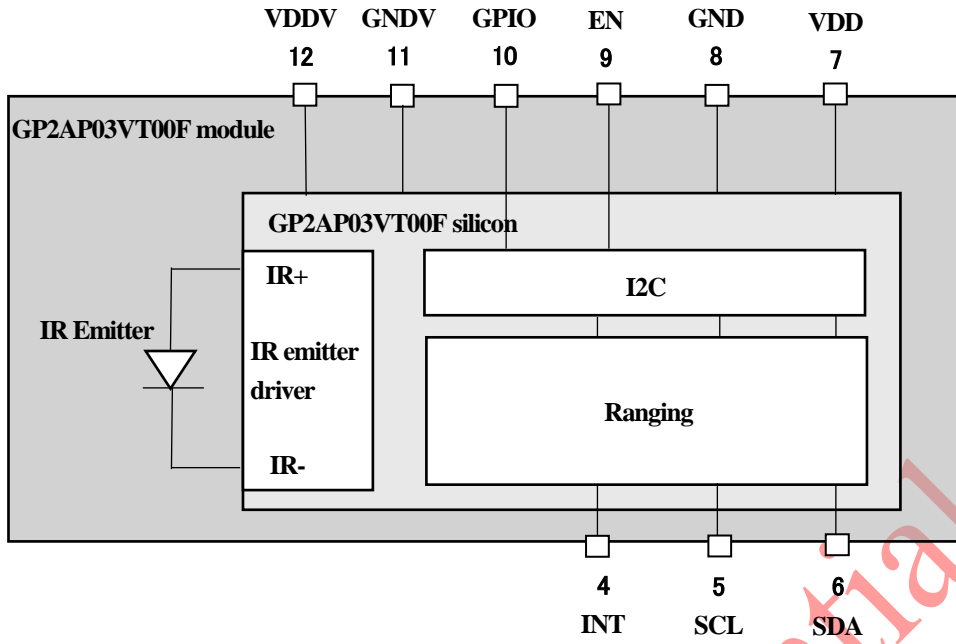 VDDV GNDV GPIO EN GND VDD
12 11 10 9 8 7
GP2AP03VT00F module
GP2AP03VT00F silicon
IR+
I2C
IR Emitter
IR emitter
driver
Ranging
IR-
4 5 6
INT SCL SDA